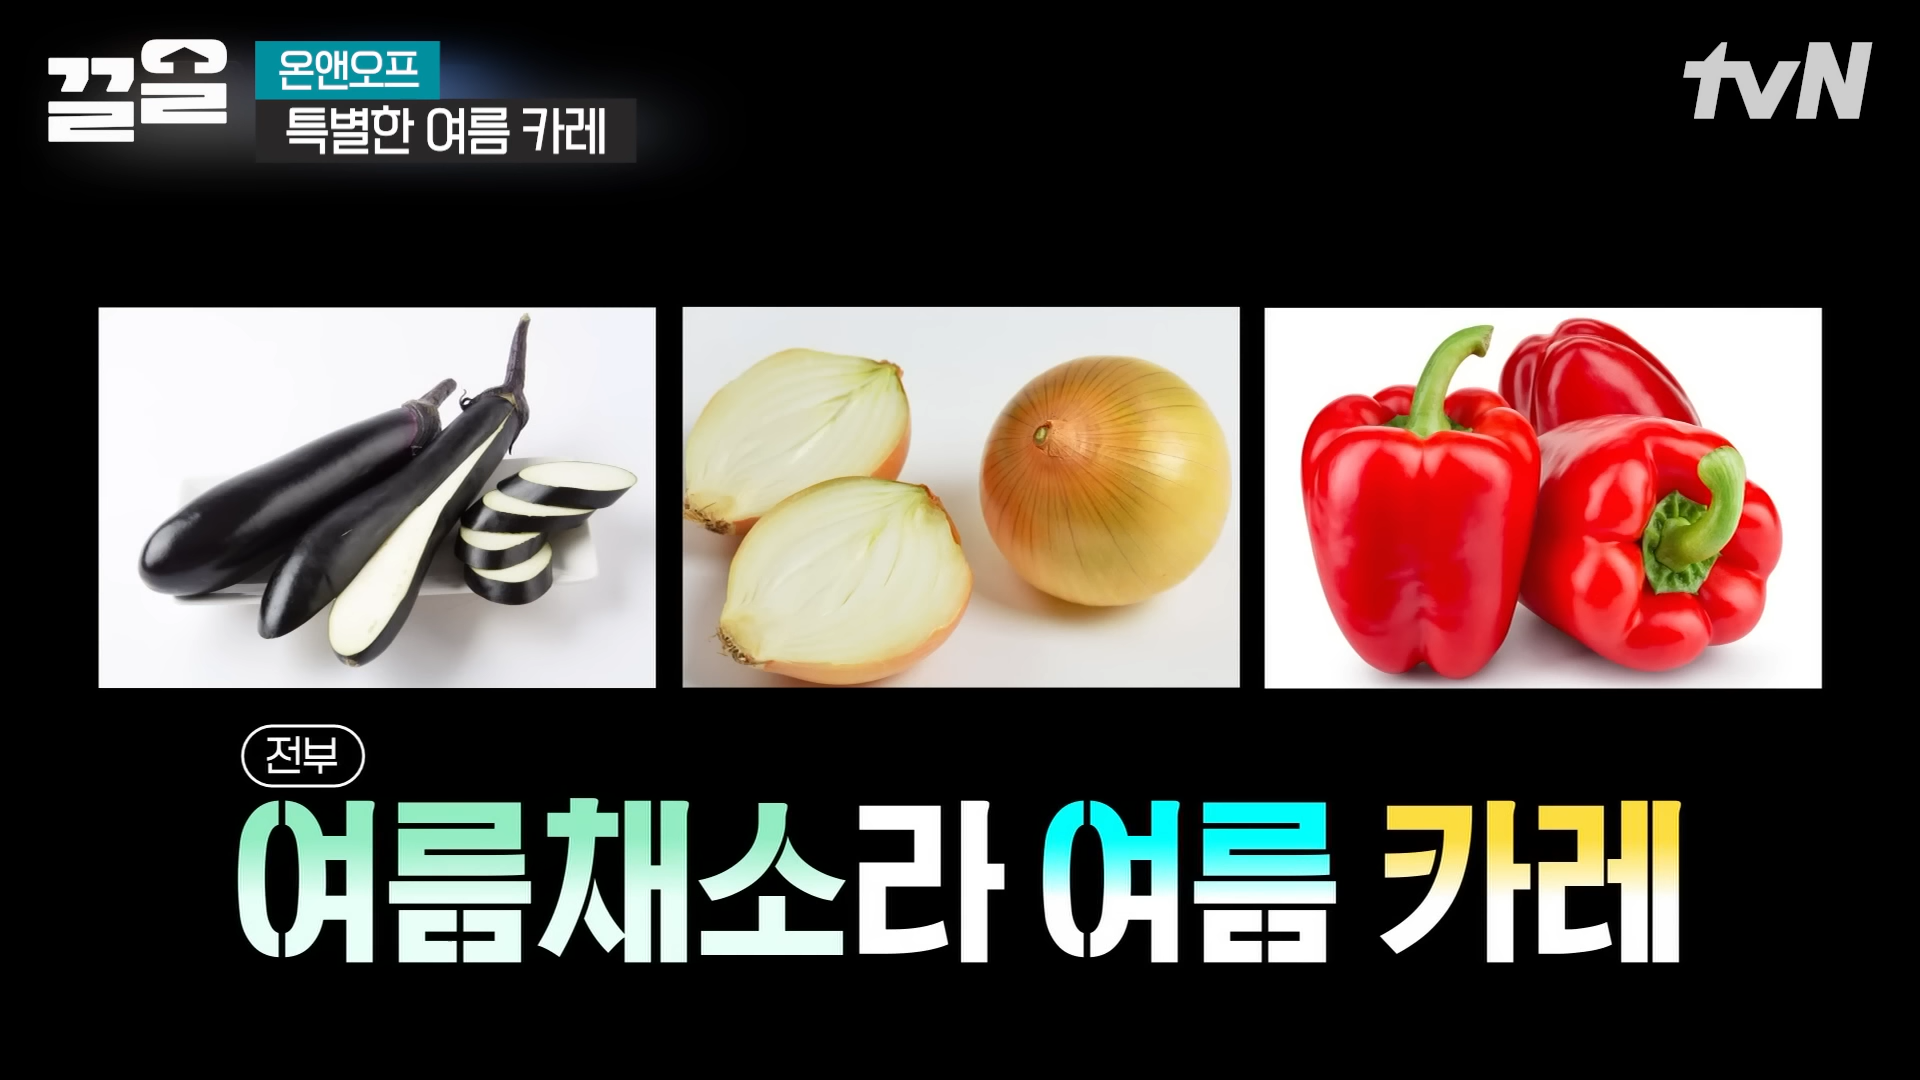 끌올
온앤오프
특별한 여름 카레
tvN
전부
여름채소라 여름 카레